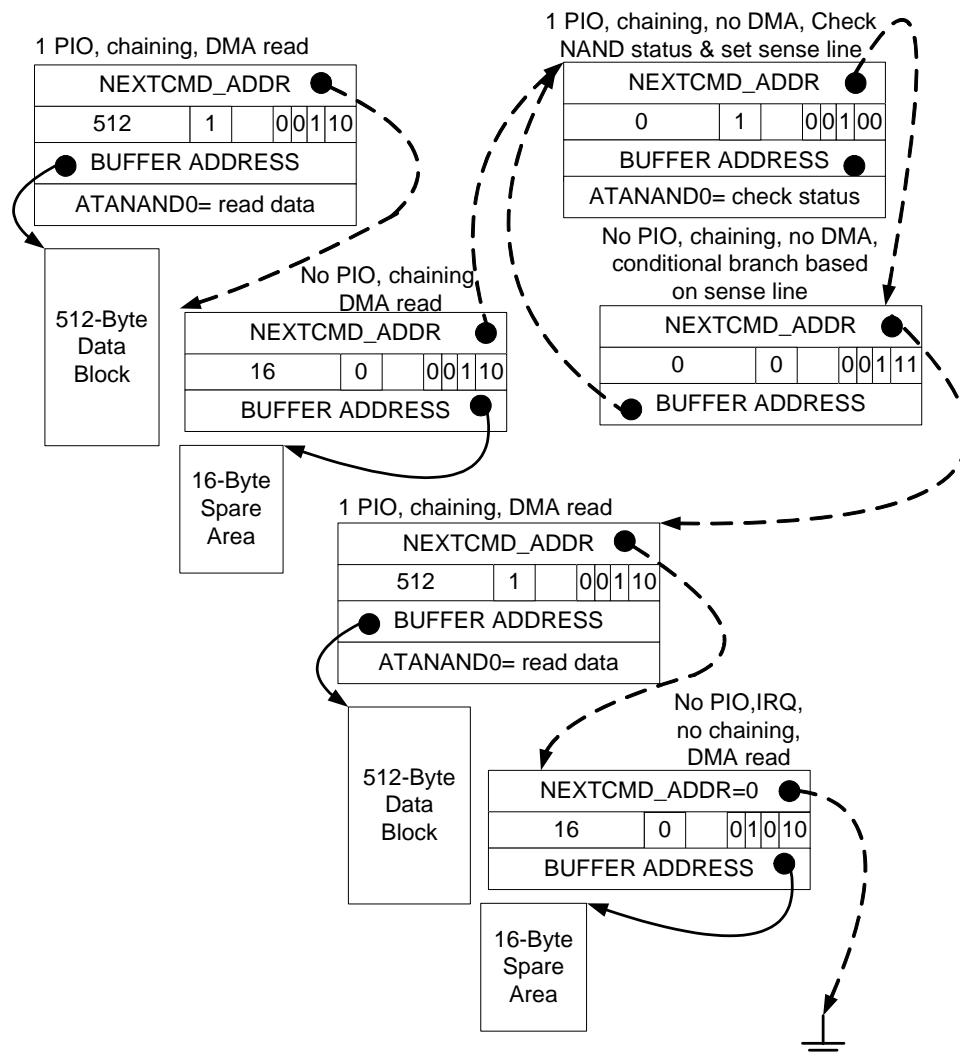 1 PIO, chaining, DMA read
NEXTCMD_ADDR
512 1 0 0 1 10
BUFFER ADDRESS
ATANAND0= read data
512-Byte
Data
Block
No PIO, chaining,
DMA read
NEXTCMD_ADDR
16 0 0 0 1 10
BUFFER ADDRESS
16-Byte
Spare
Area
1 PIO, chaining, no DMA, Check
NAND status & set sense line
NEXTCMD_ADDR
0 1 0 0 1 00
BUFFER ADDRESS
ATANAND0= check status
No PIO, chaining, no DMA,
conditional branch based
on sense line
NEXTCMD_ADDR
0 0 0 0 1 11
BUFFER ADDRESS
1 PIO, chaining, DMA read
NEXTCMD_ADDR
512 1 0 0 1 10
BUFFER ADDRESS
ATANAND0= read data
512-Byte
Data
Block
No PIO,IRQ,
no chaining,
DMA read
NEXTCMD_ADDR=0
16 0 0 1 0 10
BUFFER ADDRESS
16-Byte
Spare
Area